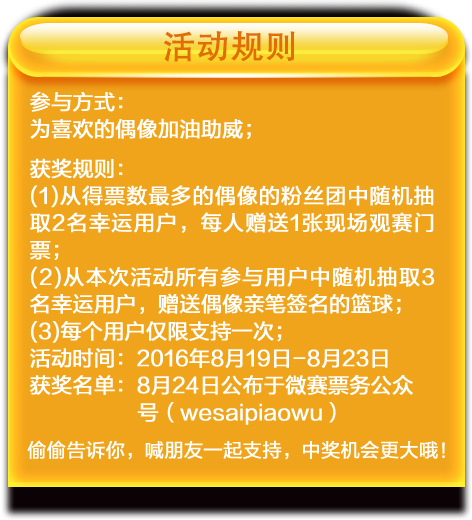 活动规则
参与方式：
为喜欢的偶像加油助威；
获奖规则：
(1)从得票数最多的偶像的粉丝团中随机抽
取2名幸运用户，每人赠送1张现场观赛门
票；
(2)从本次活动所有参与用户中随机抽取3
名幸运用户，赠送偶像亲笔签名的篮球；
(3)每个用户仅限支持一次；
活动时间：2016年8月19日-8月23日
获奖名单：8月24日公布于微赛票务公众
号（wesaipiaowu）
偷偷告诉你，喊朋友一起支持，中奖机会更大哦！